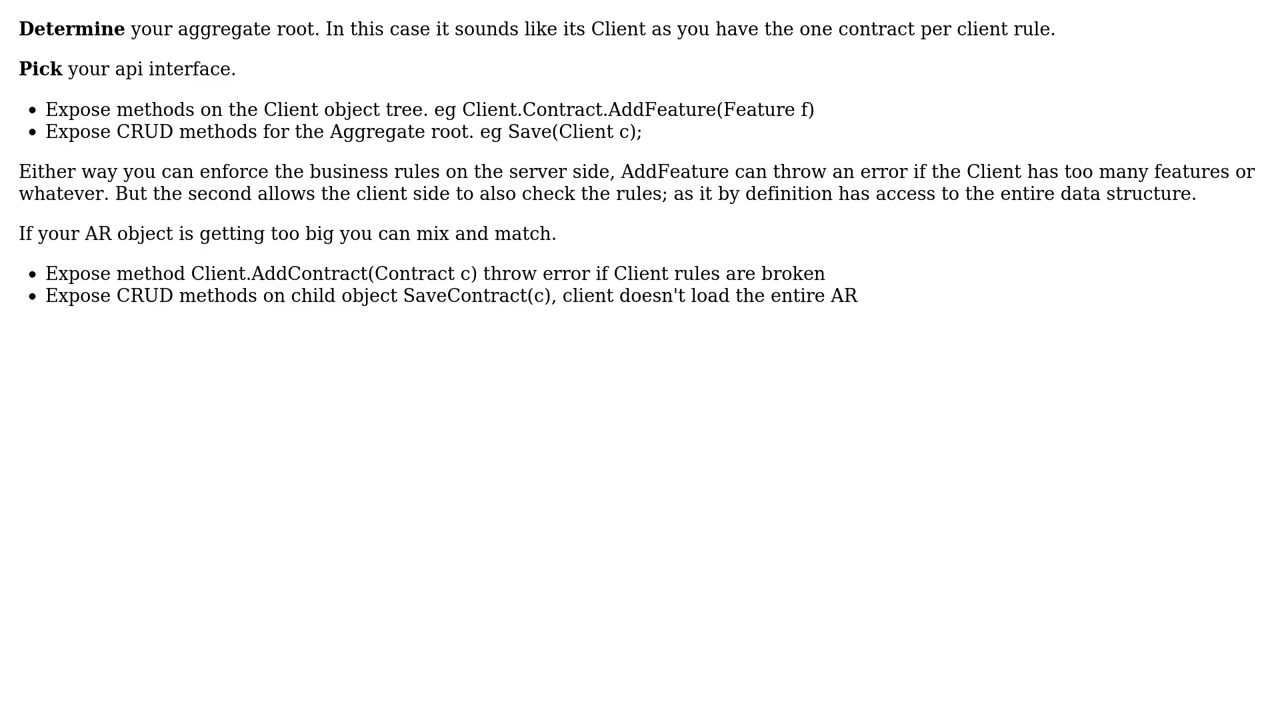 Determine your aggregate root. In this case it sounds like its Client as you have the one contract per client rule.
Pick your api interface.
• Expose methods on the Client object tree. eg Client.Contract.AddFeature(Feature f)
• Expose CRUD methods for the Aggregate root. eg Save(Client c);
Either way you can enforce the business rules on the server side, AddFeature can throw an error if the Client has too many features or
whatever. But the second allows the client side to also check the rules; as it by definition has access to the entire data structure.
If your AR object is getting too big you can mix and match.
• Expose method Client.AddContract(Contract c) throw error if Client rules are broken
• Expose CRUD methods on child object SaveContract(c), client doesn't load the entire AR